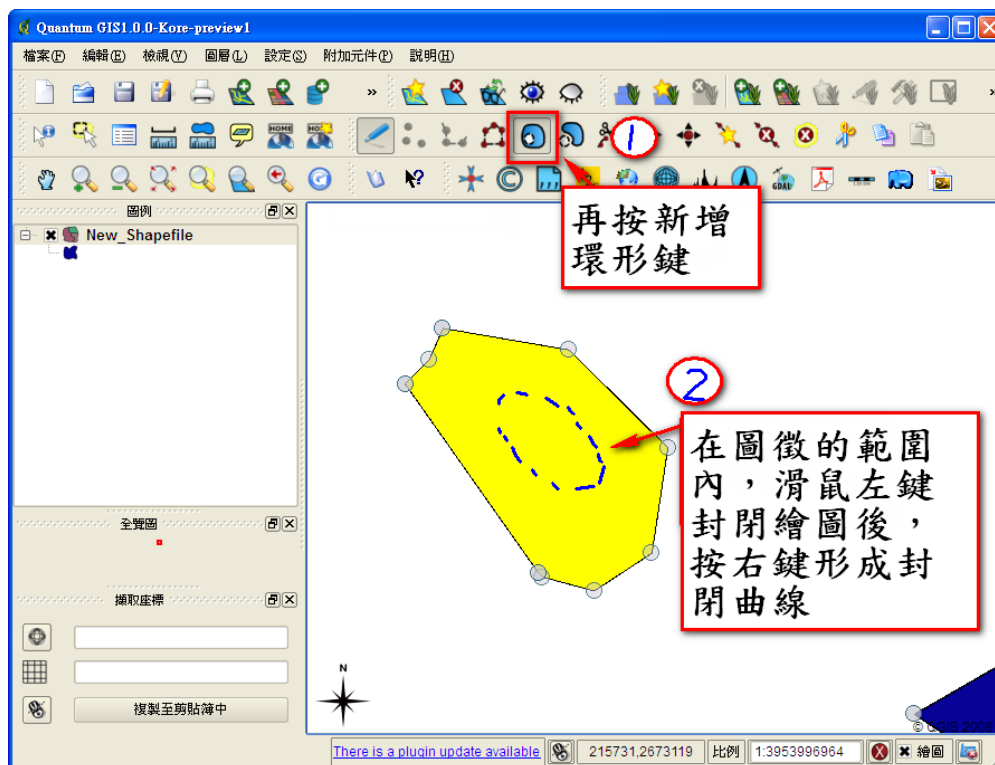 Quantum GIS1.0.0-Kore-preview1
檔案(F) 編輯(E) 檢視(V) 圖層(L) 設定(S) 附加元件(P) 說明(H)
»
»
HOME
1
GDAL
再按新增
環形鍵
圖例
New_Shapefile
2
在圖徵的範圍
內，滑鼠左鍵
封閉繪圖後，
按右鍵形成封
閉曲線
全覽圖
擷取座標
複製至剪貼簿中
N
© QGIS 2008
There is a plugin update available
215731,2673119
比例
1:3953996964
繪圖